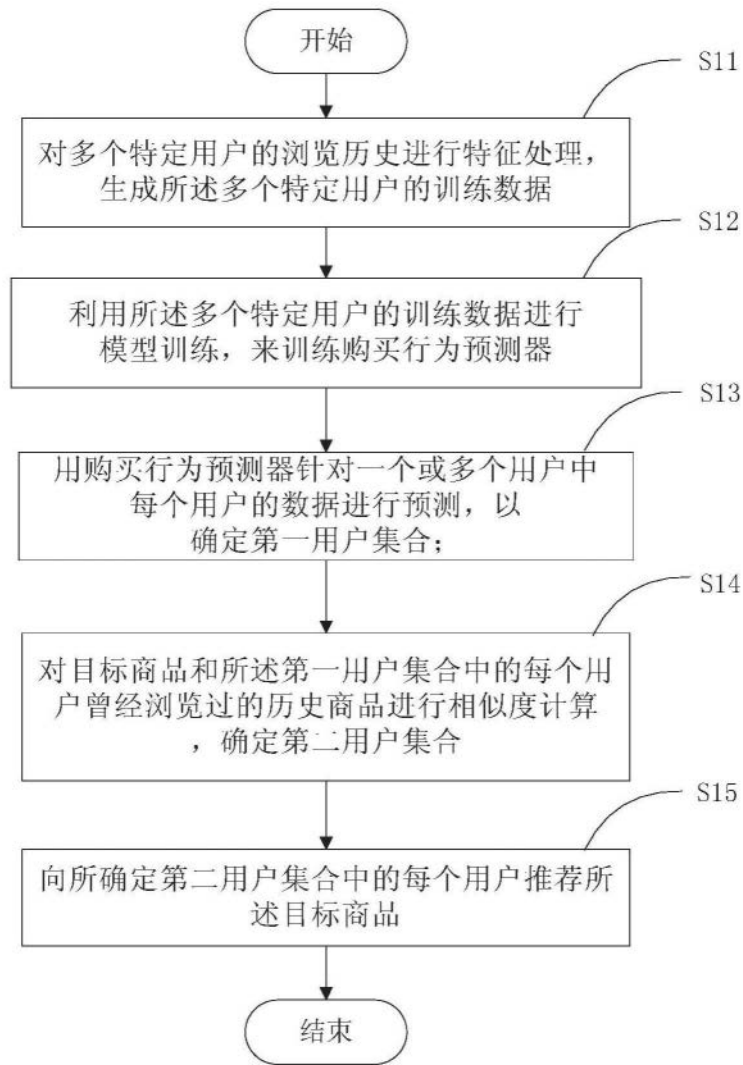 开始
S11
对多个特定用户的浏览历史进行特征处理，
生成所述多个特定用户的训练数据
S12
利用所述多个特定用户的训练数据进行
模型训练，来训练购买行为预测器
S13
用购买行为预测器针对一个或多个用户中
每个用户的数据进行预测，以
确定第一用户集合；
S14
对目标商品和所述第一用户集合中的每个用
户曾经浏览过的历史商品进行相似度计算
，确定第二用户集合
S15
向所确定第二用户集合中的每个用户推荐所
述目标商品
结束